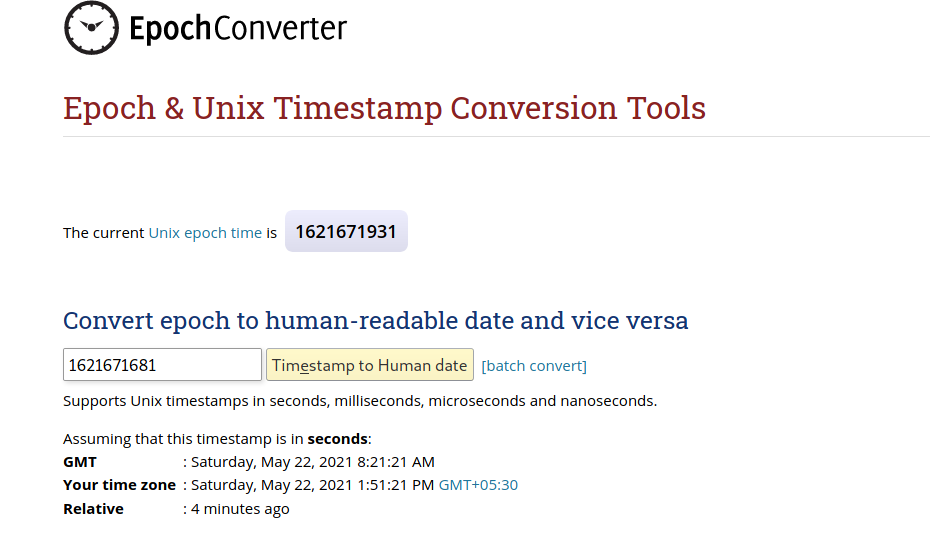 EpochConverter
Epoch & Unix Timestamp Conversion Tools
The current Unix epoch time is 1621671931
Convert epoch to human-readable date and vice versa
1621671681 Timestamp to Human date [batch convert]
Supports Unix timestamps in seconds, milliseconds, microseconds and nanoseconds.
Assuming that this timestamp is in seconds:
GMT : Saturday, May 22, 2021 8:21:21 AM
Your time zone : Saturday, May 22, 2021 1:51:21 PM GMT+05:30
Relative : 4 minutes ago